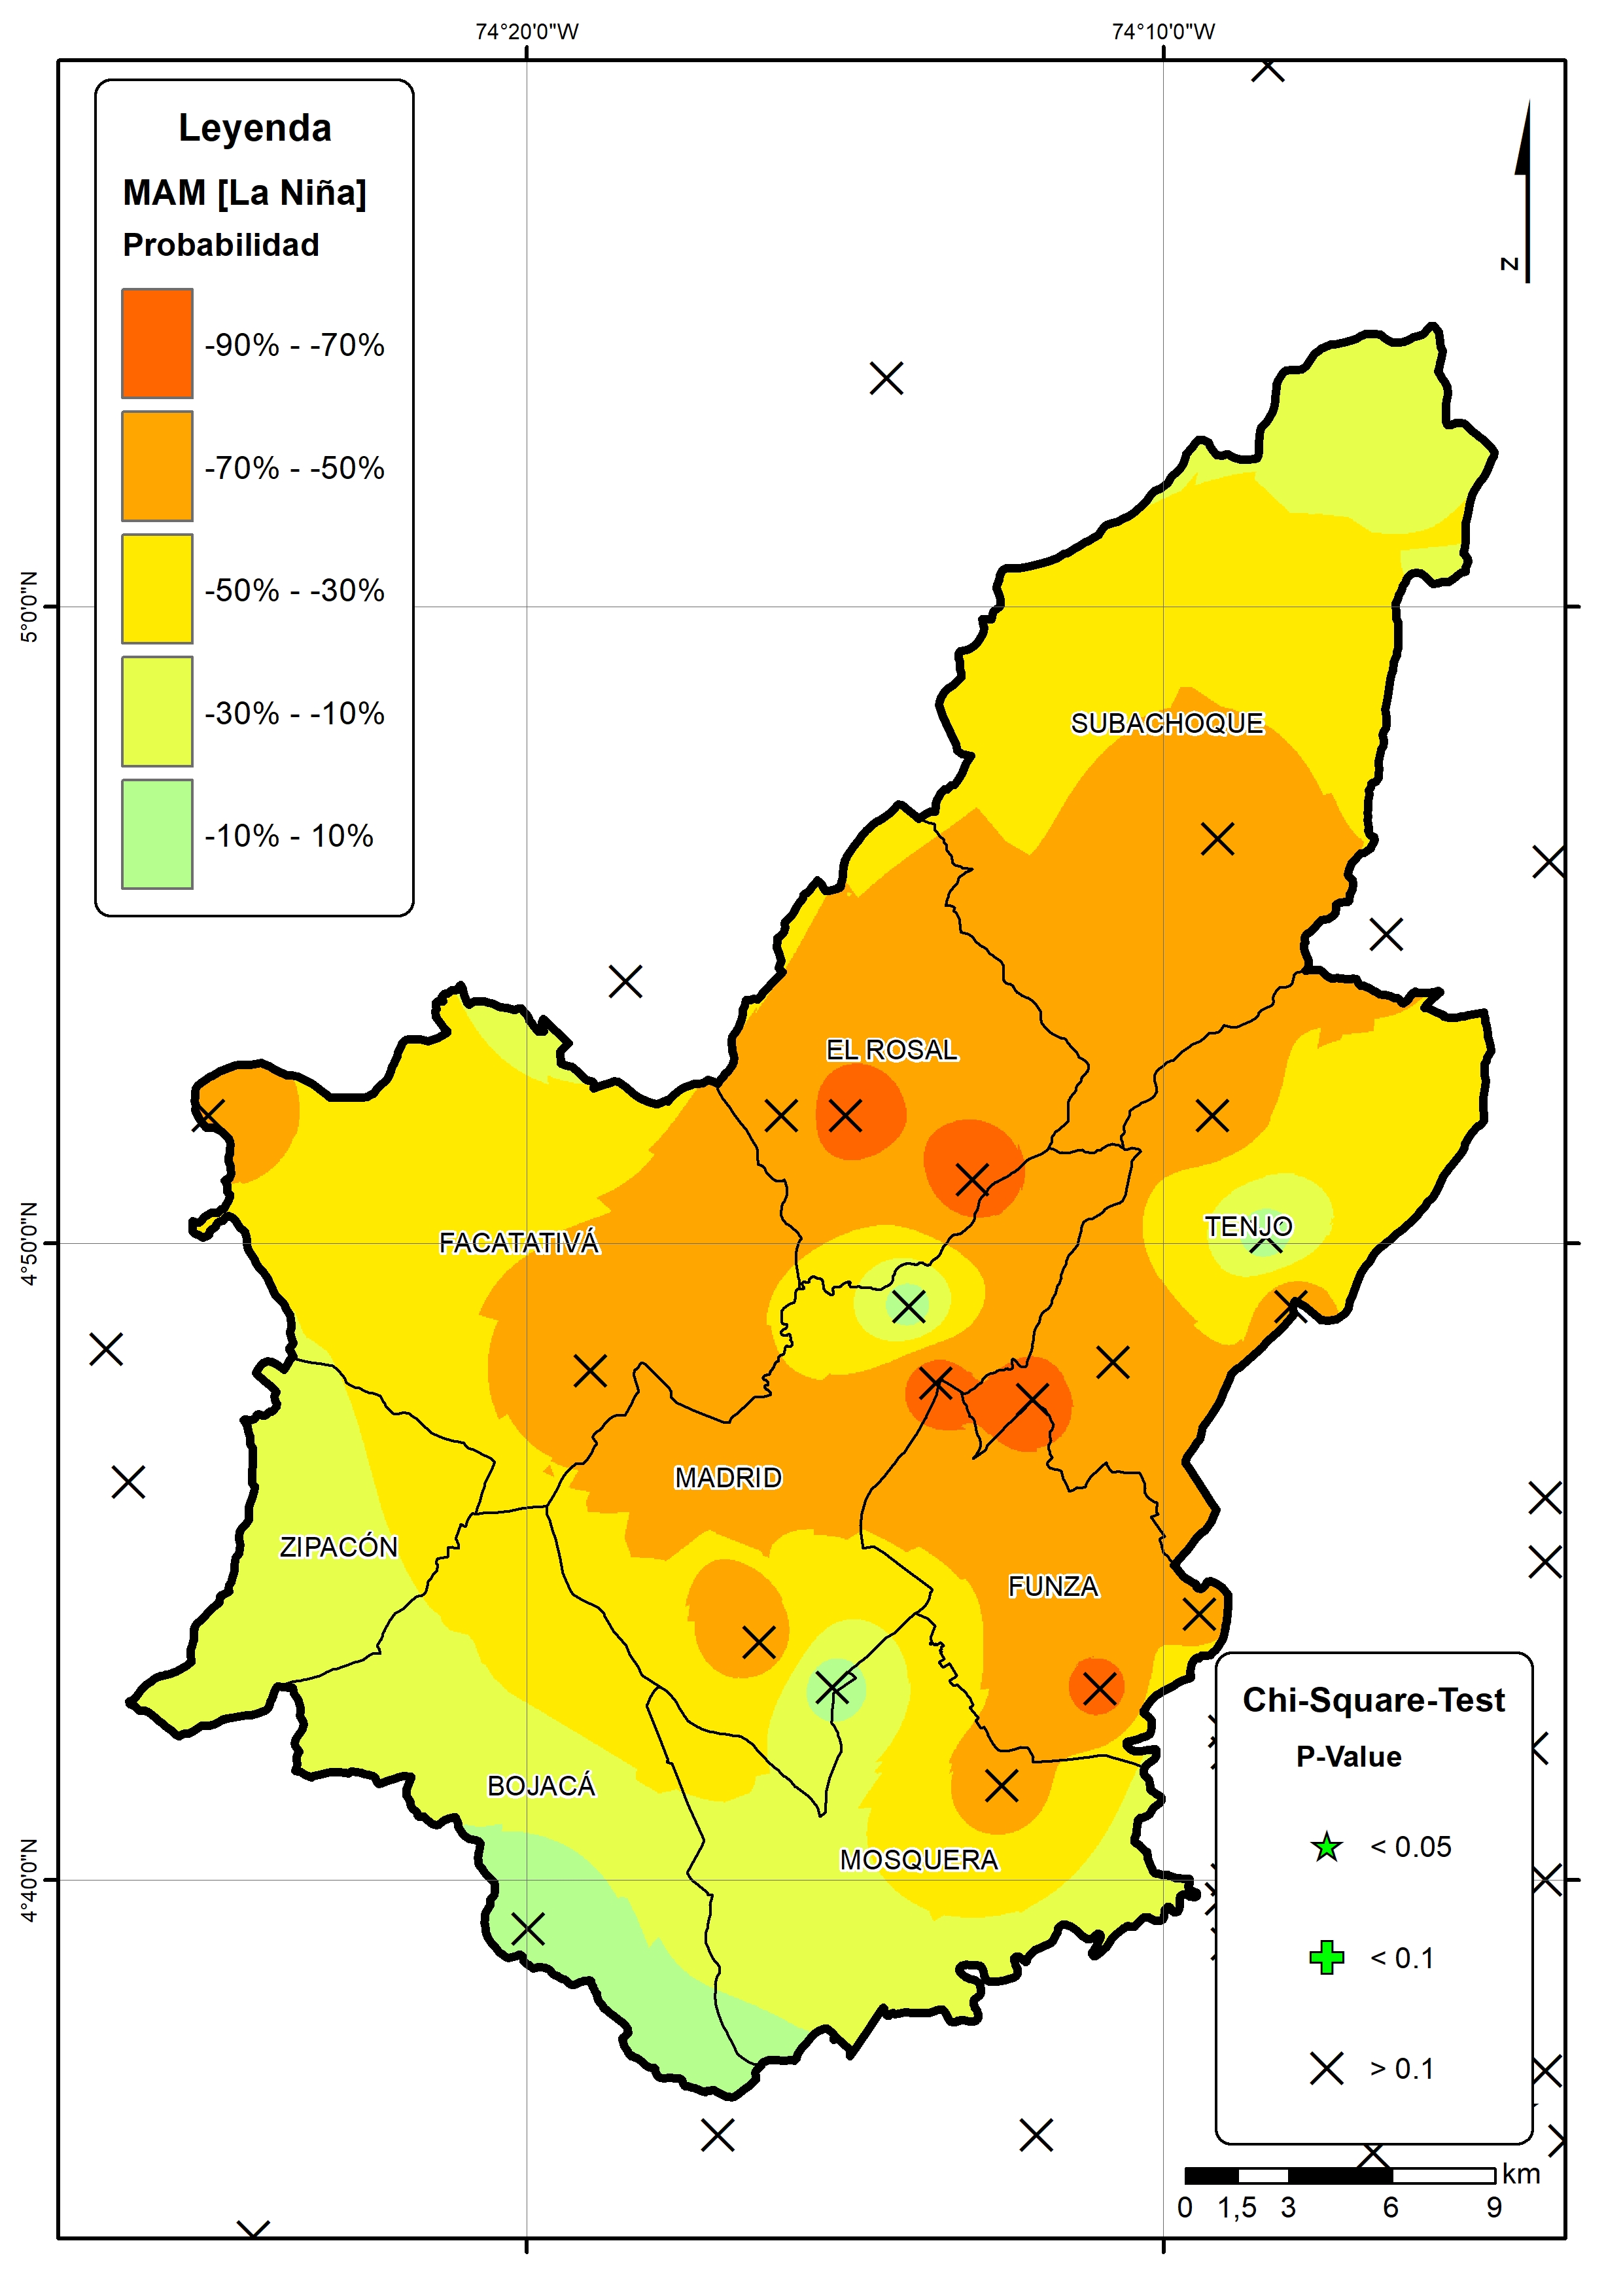 74°20'0"W
74°10'0"W
Leyenda
MAM [La Niña]
Probabilidad
-90% - -70%
-70% - -50%
-50% - -30%
-30% - -10%
-10% - 10%
N
5°0'0"N
4°50'0"N
4°40'0"N
SUBACHOQUE
EL ROSAL
TENJO
FACATATIVÁ
MADRID
ZIPACÓN
FUNZA
BOJACÁ
MOSQUERA
Chi-Square-Test
P-Value
< 0.05
< 0.1
> 0.1
km
0 1,5 3 6 9